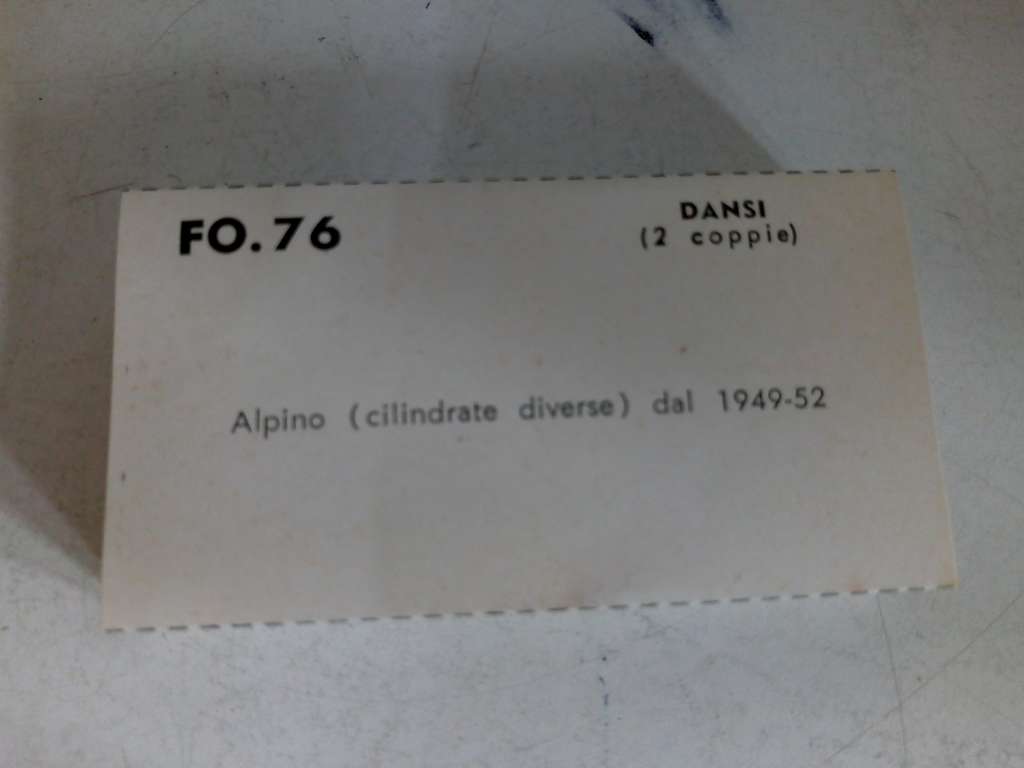 FO.76
DANSI
(2 coppie)
Alpino (cilindrate diverse) dal 1949-52